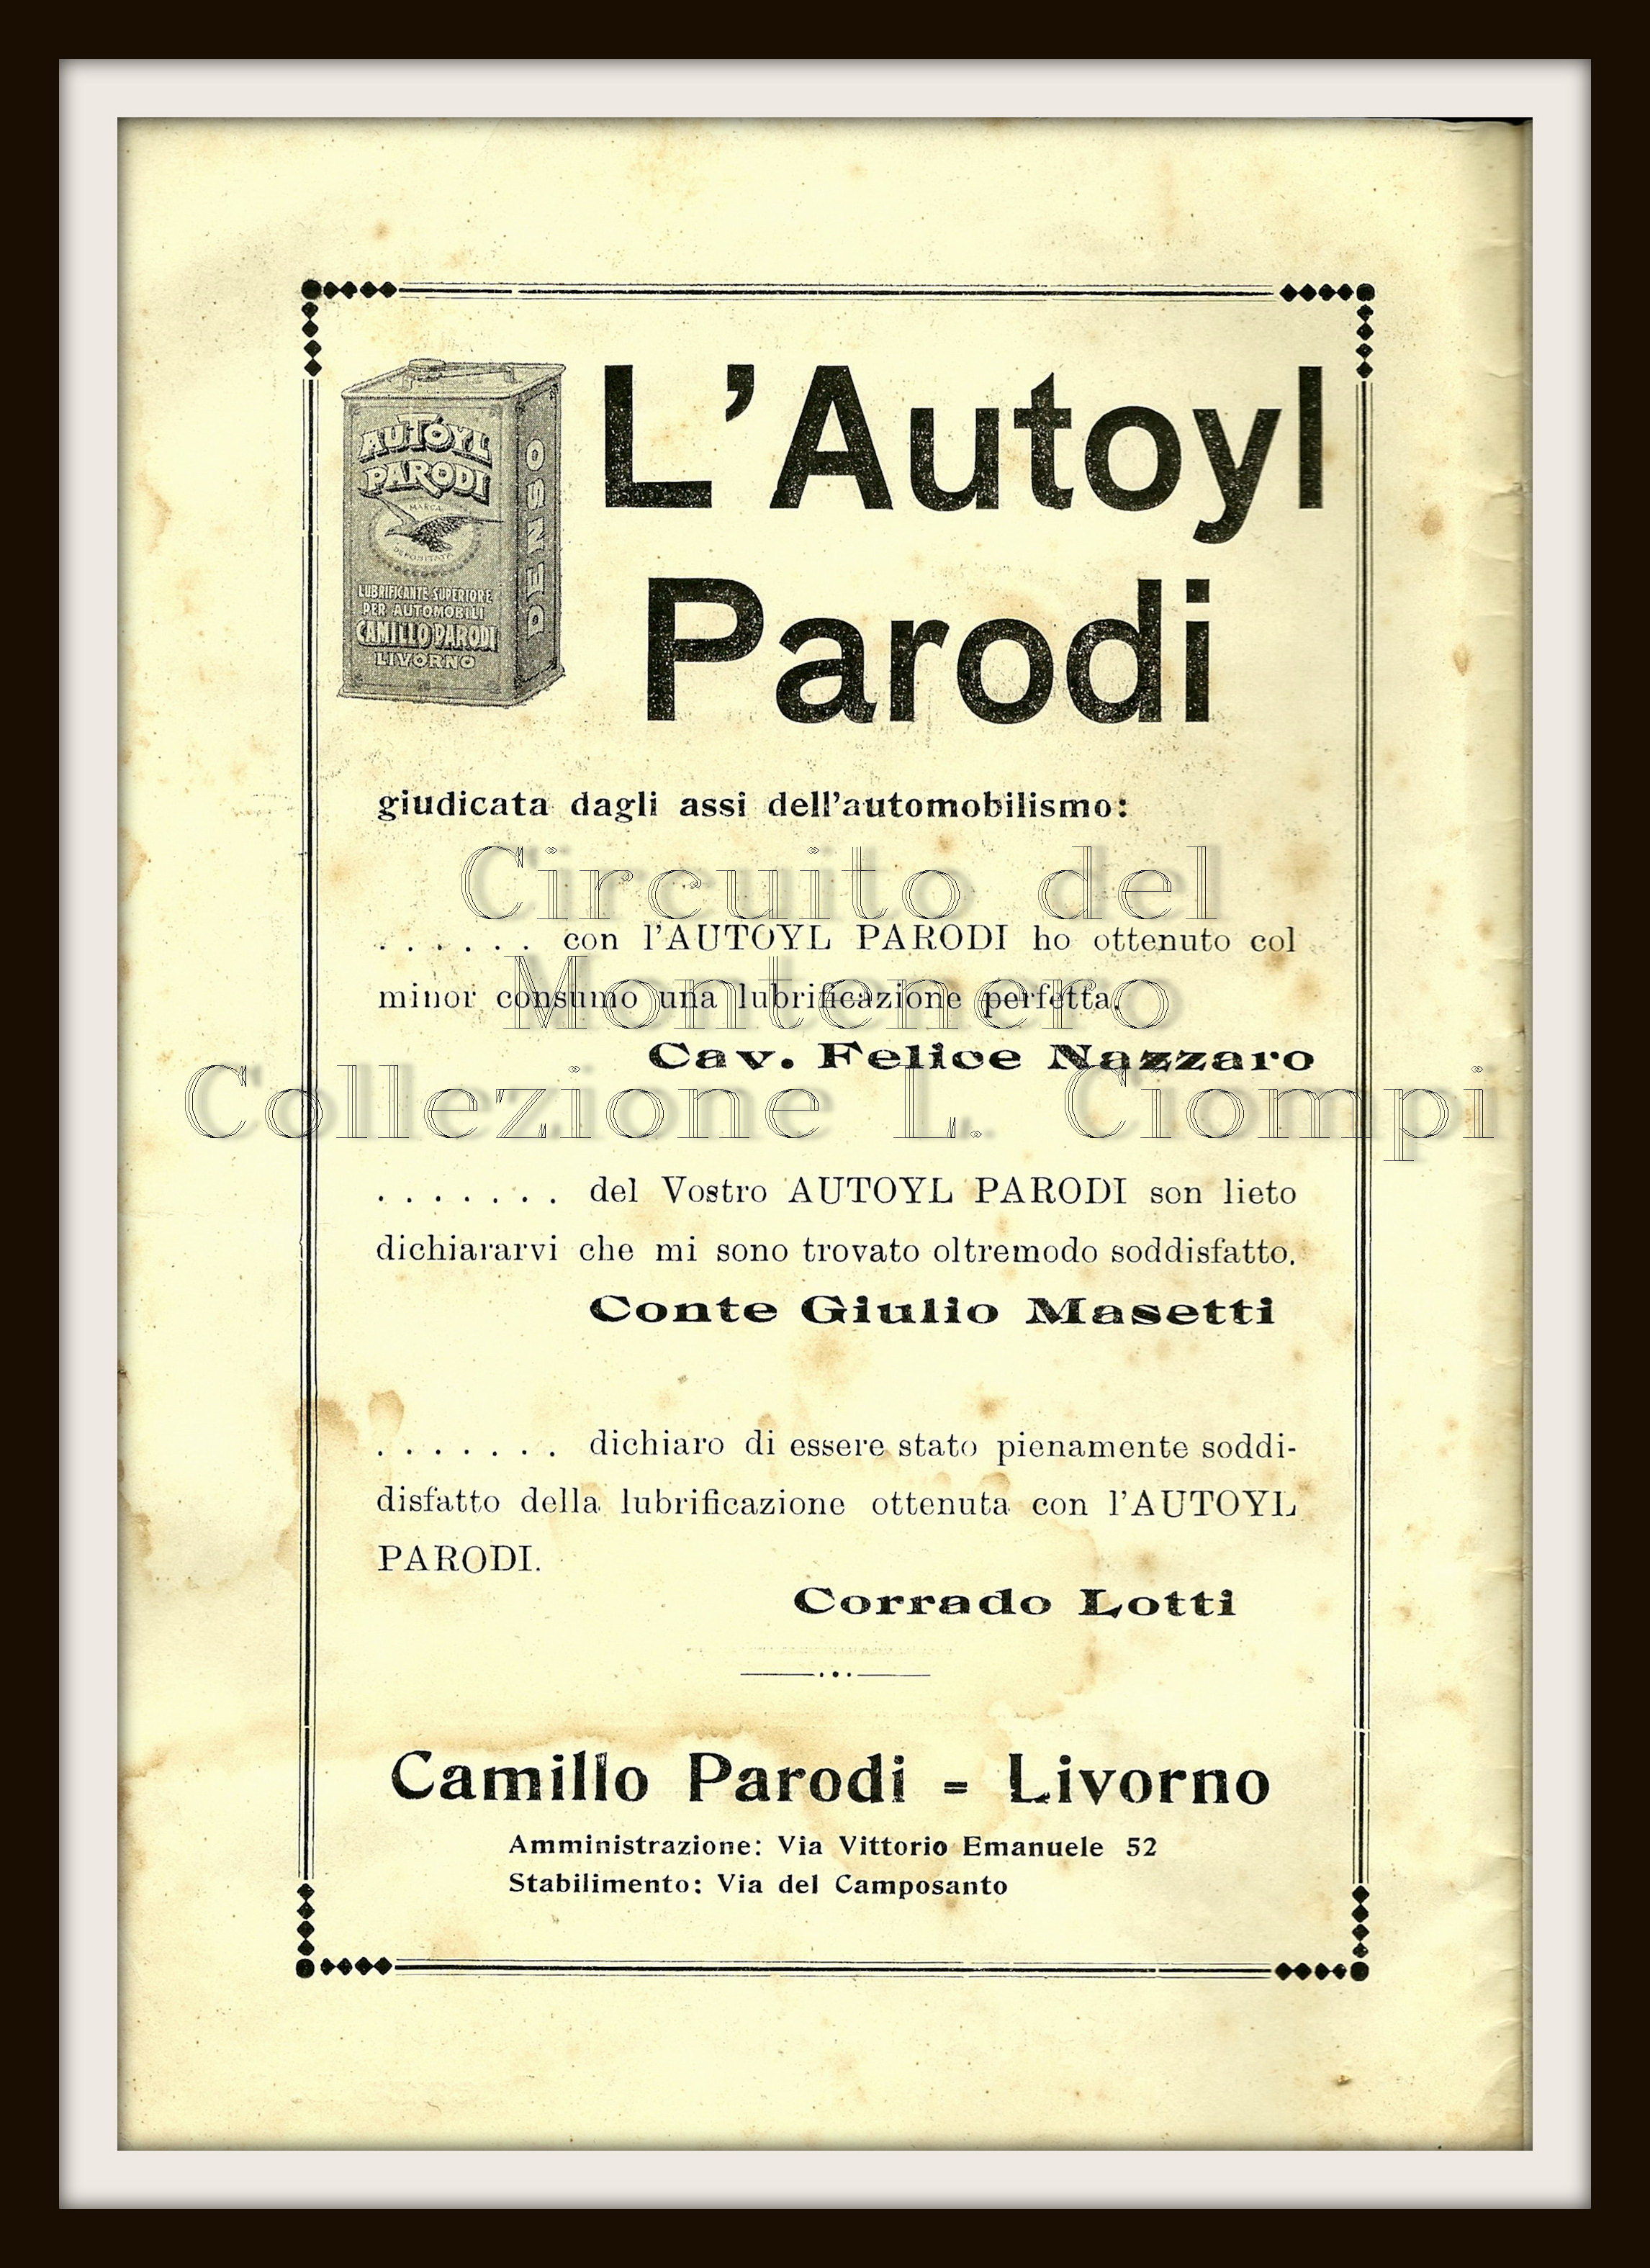 L'Autoyl
Parodi
AUTOYL
PARODI
MARCA
DEPOSITATA
LUBRIFICANTE SUPERIORE
PER AUTOMOBILI
CAMILLO PARODI
LIVORNO
DENSO
giudicata dagli assi dell'automobilismo:
Circuito del
. . . . . . con l'AUTOYL PARODI ho ottenuto col
Montenero
minor consumo una lubrificazione perfetta.
Cav. Felice Nazzaro
Collezione L. Ciompi
. . . . . . . del Vostro AUTOYL PARODI son lieto
dichiararvi che mi sono trovato oltremodo soddisfatto.
Conte Giulio Masetti
. . . . . . . dichiaro di essere stato pienamente soddi-
disfatto della lubrificazione ottenuta con l'AUTOYL
PARODI.
Corrado Lotti
Camillo Parodi = Livorno
Amministrazione: Via Vittorio Emanuele 52
Stabilimento: Via del Camposanto